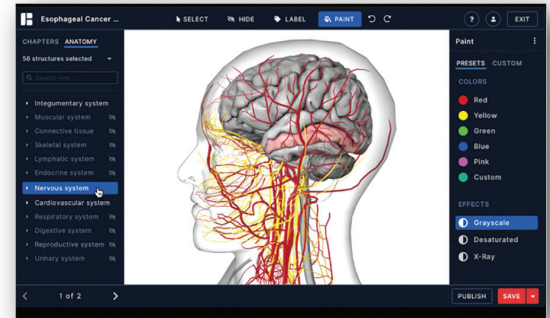 Esophageal Cancer ...
SELECT
HIDE
LABEL
PAINT
?
EXIT
CHAPTERS ANATOMY
56 structures selected
Search hint...
Integumentary system
Muscular system
Connective tissue
Skeletal system
Lymphatic system
Endocrine system
Nervous system
Cardiovascular system
Respiratory system
Digestive system
Reproductive system
Urinary system
1 of 2
Paint
PRESETS CUSTOM
COLORS
Red
Yellow
Green
Blue
Pink
Custom
EFFECTS
Grayscale
Desaturated
X-Ray
PUBLISH
SAVE